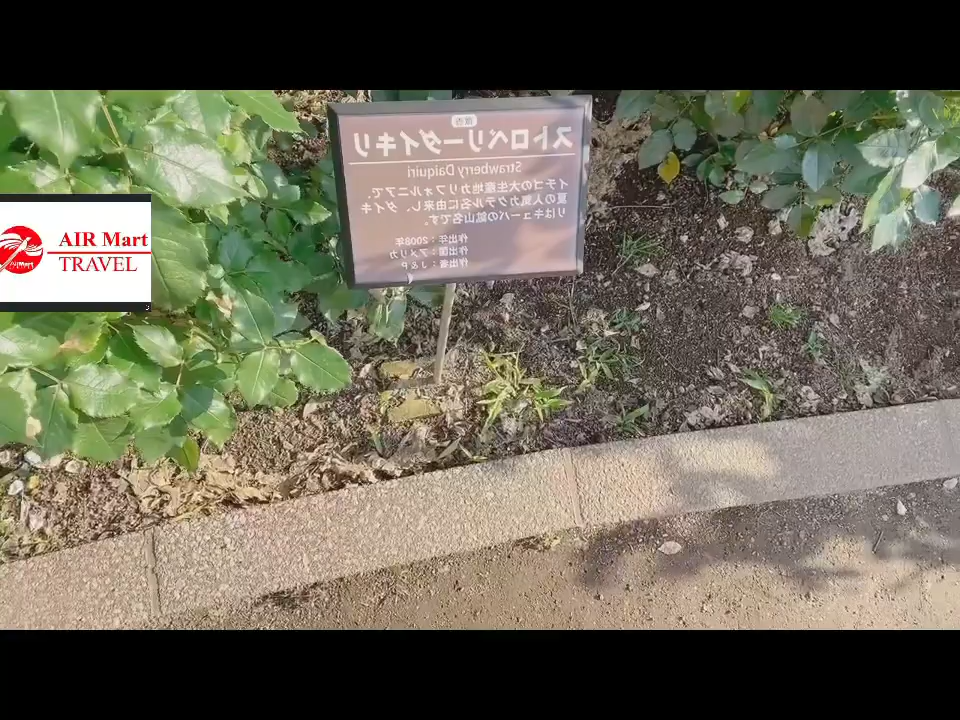 ストロベリーダイキリ
Strawberry Daiquiri
イチゴの大生産地カリフォルニアで、
夏の人気カクテル名に由来し、ダイキ
リはキューバの鉱山名です。
作出年：2008年
作出国：アメリカ
作出者：J＆P
AIR Mart
TRAVEL